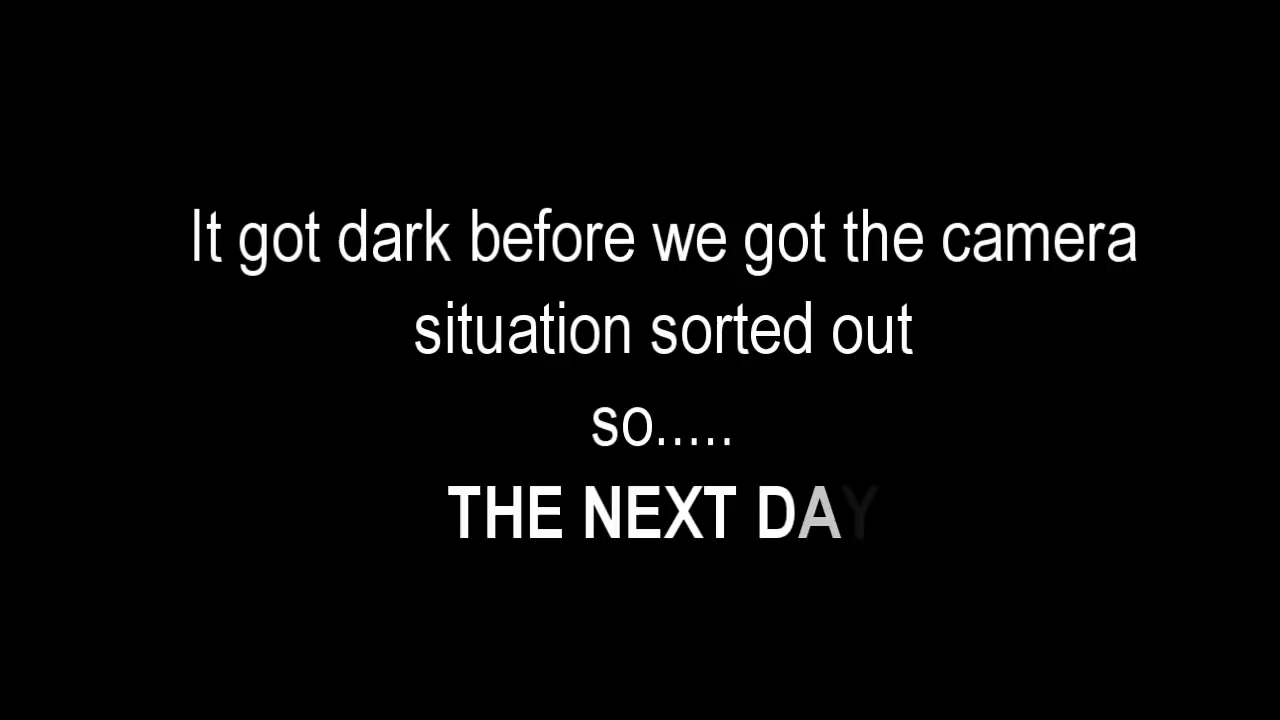 It got dark before we got the camera
situation sorted out
so.....
THE NEXT DAY